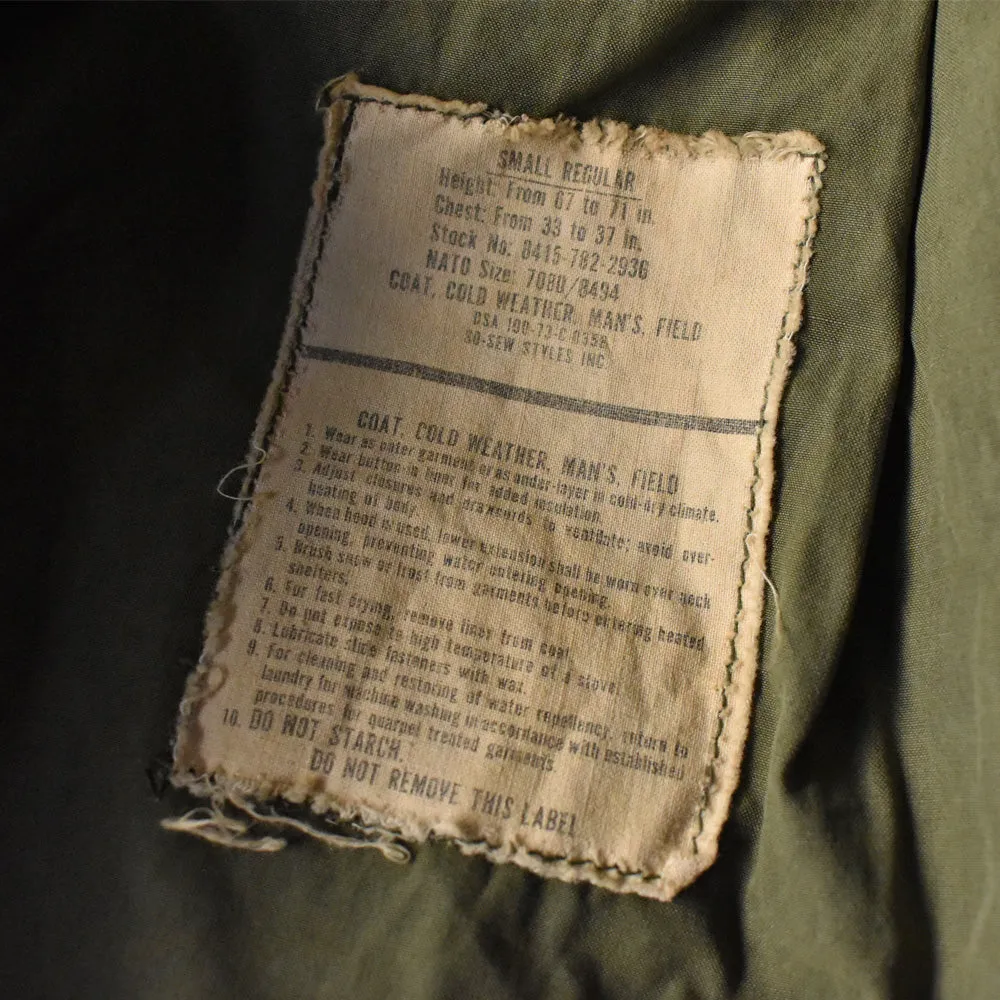 SMALL REGULAR
Height: From 67 to 71 in.
Chest: From 33 to 37 in.
Stock No: 8415-782-2936
NATO Size: 7080/8494
COAT, COLD WEATHER, MAN'S, FIELD
DSA 100-73-C-0358
SO-SEW STYLES INC
COAT, COLD WEATHER, MAN'S, FIELD
1. Wear as outer garment or as under-layer in cold-dry climate.
2. Wear button-in liner for added insulation.
3. Adjust closures and drawcords to ventilate; avoid over-
heating of body.
4. When hood is used, lower extension shall be worn over neck
opening, preventing water entering opening.
5. Brush snow or frost from garments before entering heated
shelters.
6. For fast drying, remove liner from coat.
7. Do not expose to high temperature of a stove.
8. Lubricate slide fasteners with wax.
9. For cleaning and restoring of water repellency, return to
laundry for machine washing in accordance with established
procedures for quarpel treated garments.
10. DO NOT STARCH.
DO NOT REMOVE THIS LABEL